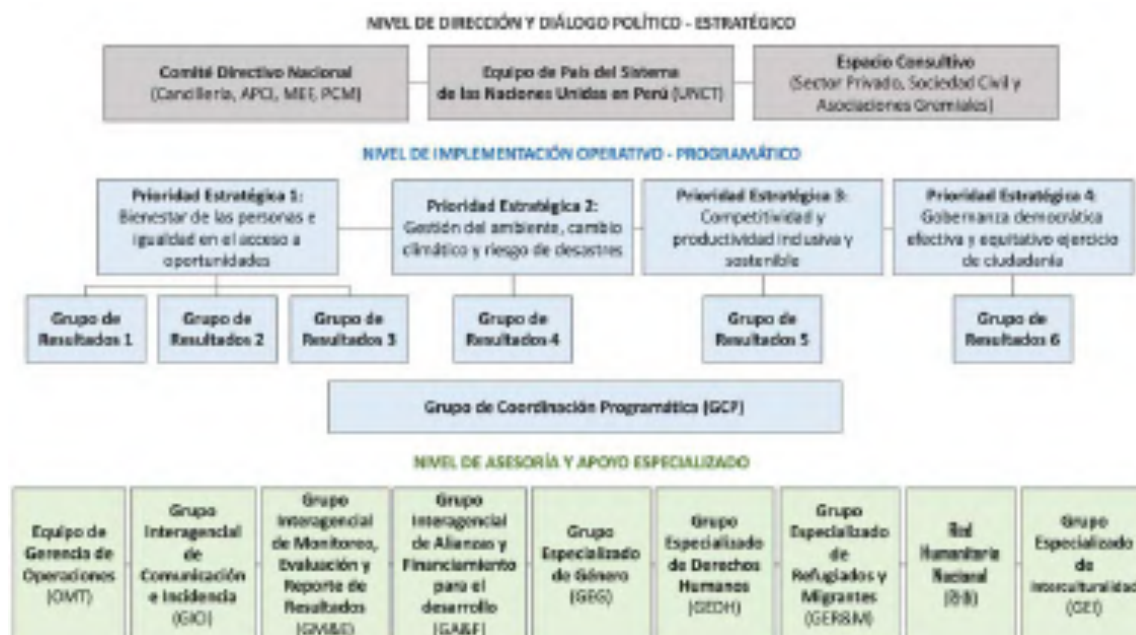 NIVEL DE DIRECCIÓN Y DIÁLOGO POLÍTICO - ESTRATÉGICO
Comité Directivo Nacional
(Cancillería, APCI, MEF, PCM)
Equipo de País del Sistema
de las Naciones Unidas en Perú (UNCT)
Espacio Consultivo
(Sector Privado, Sociedad Civil y
Asociaciones Gremiales)
NIVEL DE IMPLEMENTACIÓN OPERATIVO - PROGRAMÁTICO
Prioridad Estratégica 1:
Bienestar de las personas e
igualdad en el acceso a
oportunidades
Prioridad Estratégica 2:
Gestión del ambiente, cambio
climático y riesgo de desastres
Prioridad Estratégica 3:
Competitividad y
productividad inclusiva y
sostenible
Prioridad Estratégica 4:
Gobernanza democrática
efectiva y equitativo ejercicio
de ciudadanía
Grupo de
Resultados 1
Grupo de
Resultados 2
Grupo de
Resultados 3
Grupo de
Resultados 4
Grupo de
Resultados 5
Grupo de
Resultados 6
Grupo de Coordinación Programática (GCP)
NIVEL DE ASESORÍA Y APOYO ESPECIALIZADO
Equipo de
Gerencia de
Operaciones
(OMT)
Grupo
Interagencial
de
Comunicación
e Incidencia
(GICI)
Grupo
Interagencial
de Monitoreo,
Evaluación y
Reporte de
Resultados
(GM&E)
Grupo
Interagencial
de Alianzas y
Financiamiento
para el
desarrollo
(GA&F)
Grupo
Especializado
de Género
(GEG)
Grupo
Especializado
de Derechos
Humanos
(GEDH)
Grupo
Especializado
de
Refugiados y
Migrantes
(GER&M)
Red
Humanitaria
Nacional
(RHN)
Grupo
Especializado
de
Interculturalidad
(GEI)